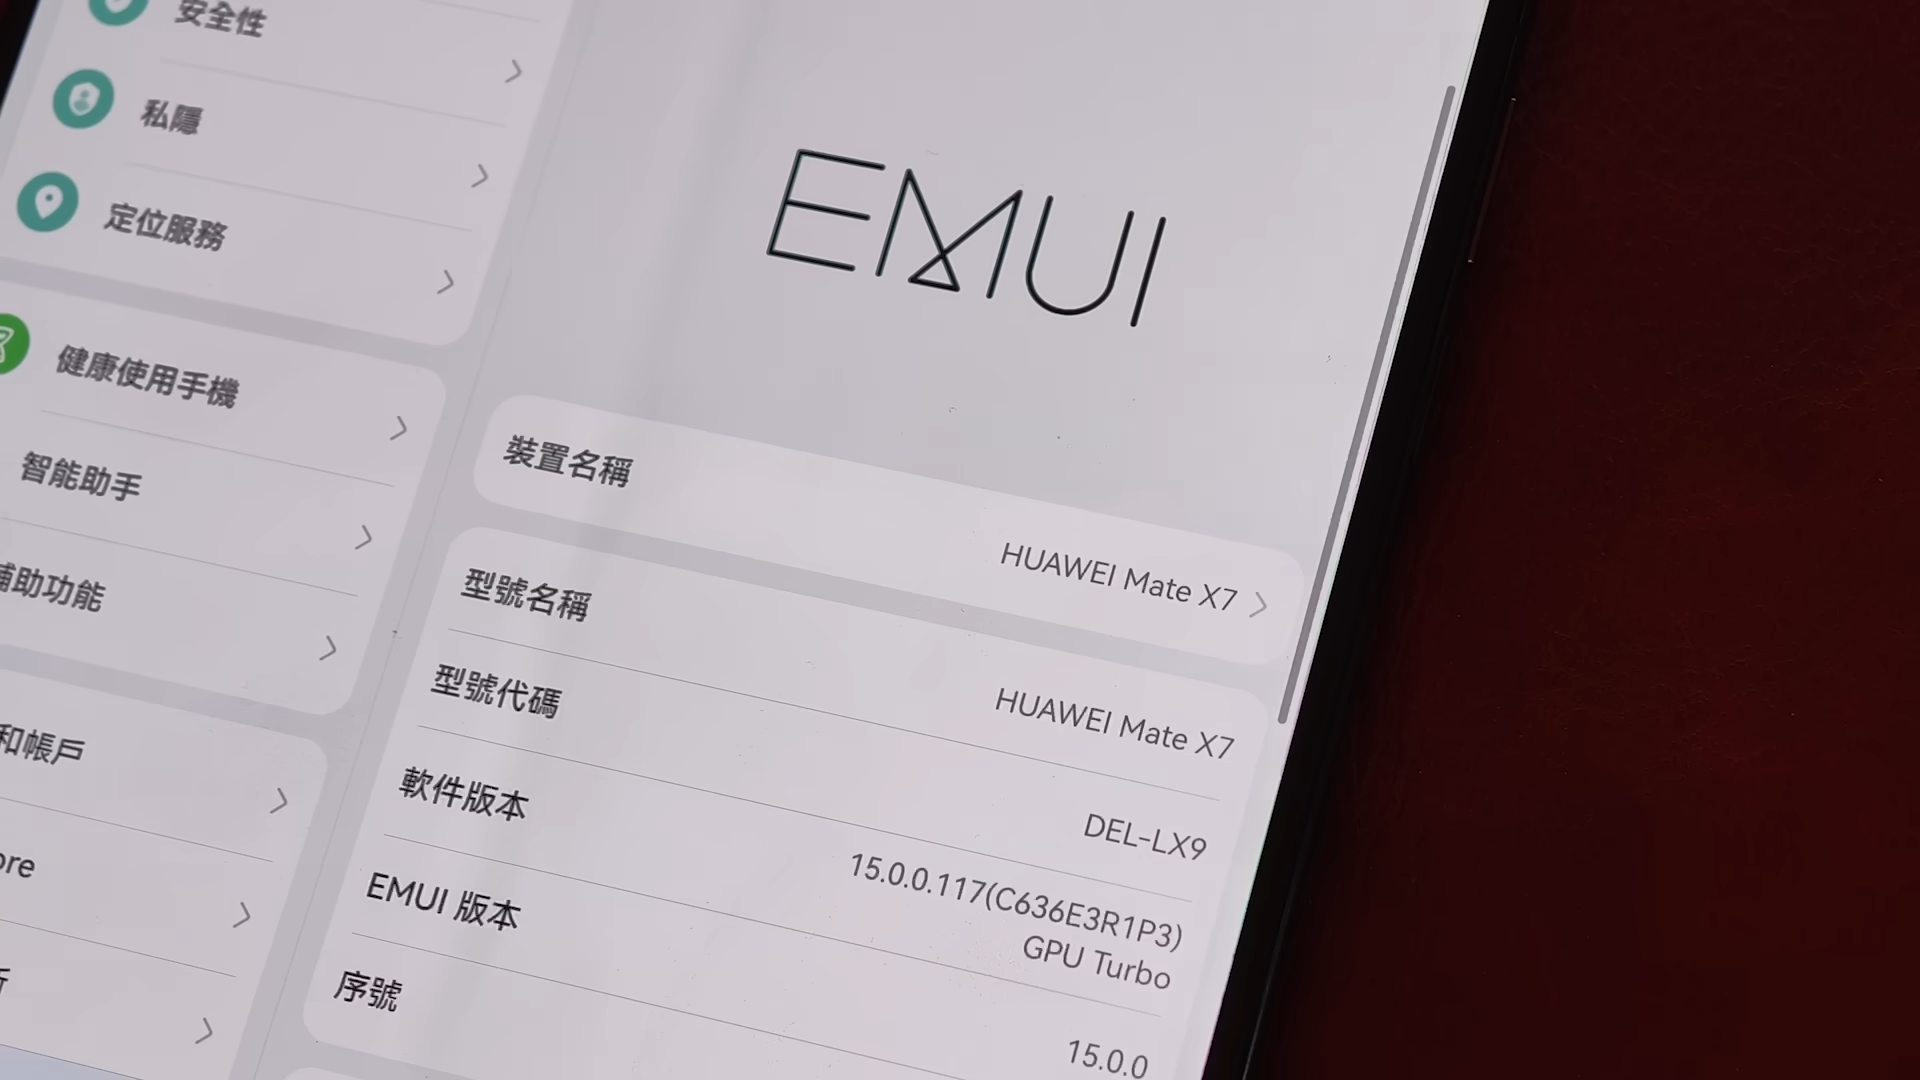 安全性
私隱
定位服務
健康使用手機
智能助手
輔助功能
和帳戶
EMUI
裝置名稱
HUAWEI Mate X7
型號名稱
HUAWEI Mate X7
型號代碼
DEL-LX9
軟件版本
15.0.0.117(C636E3R1P3)
GPU Turbo
EMUI 版本
15.0.0
序號